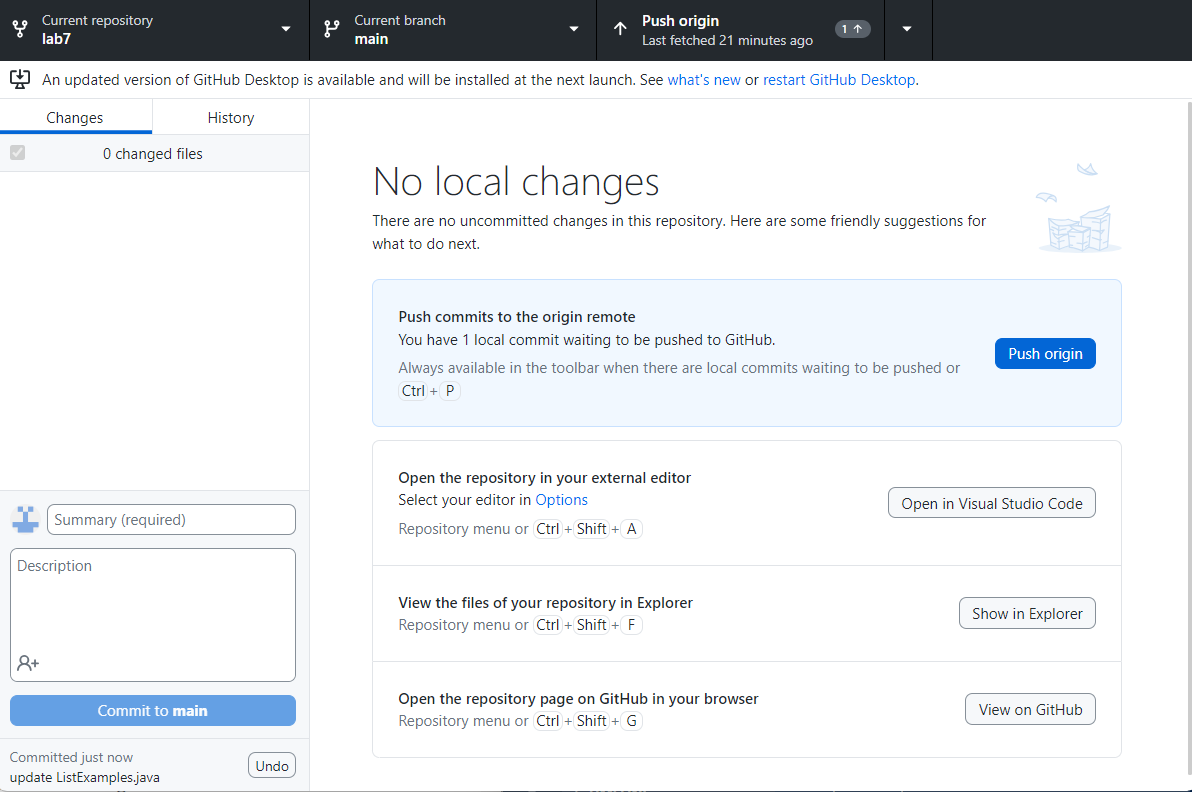 Current repository
lab7
Current branch
main
Push origin
Last fetched 21 minutes ago
1
An updated version of GitHub Desktop is available and will be installed at the next launch. See what's new or restart GitHub Desktop.
Changes
History
0 changed files
No local changes
There are no uncommitted changes in this repository. Here are some friendly suggestions for
what to do next.
Push commits to the origin remote
You have 1 local commit waiting to be pushed to GitHub.
Always available in the toolbar when there are local commits waiting to be pushed or
Ctrl + P
Push origin
Open the repository in your external editor
Select your editor in Options
Repository menu or Ctrl + Shift + A
Open in Visual Studio Code
View the files of your repository in Explorer
Repository menu or Ctrl + Shift + F
Show in Explorer
Open the repository page on GitHub in your browser
Repository menu or Ctrl + Shift + G
View on GitHub
Summary (required)
Description
Commit to main
Committed just now
update ListExamples.java
Undo